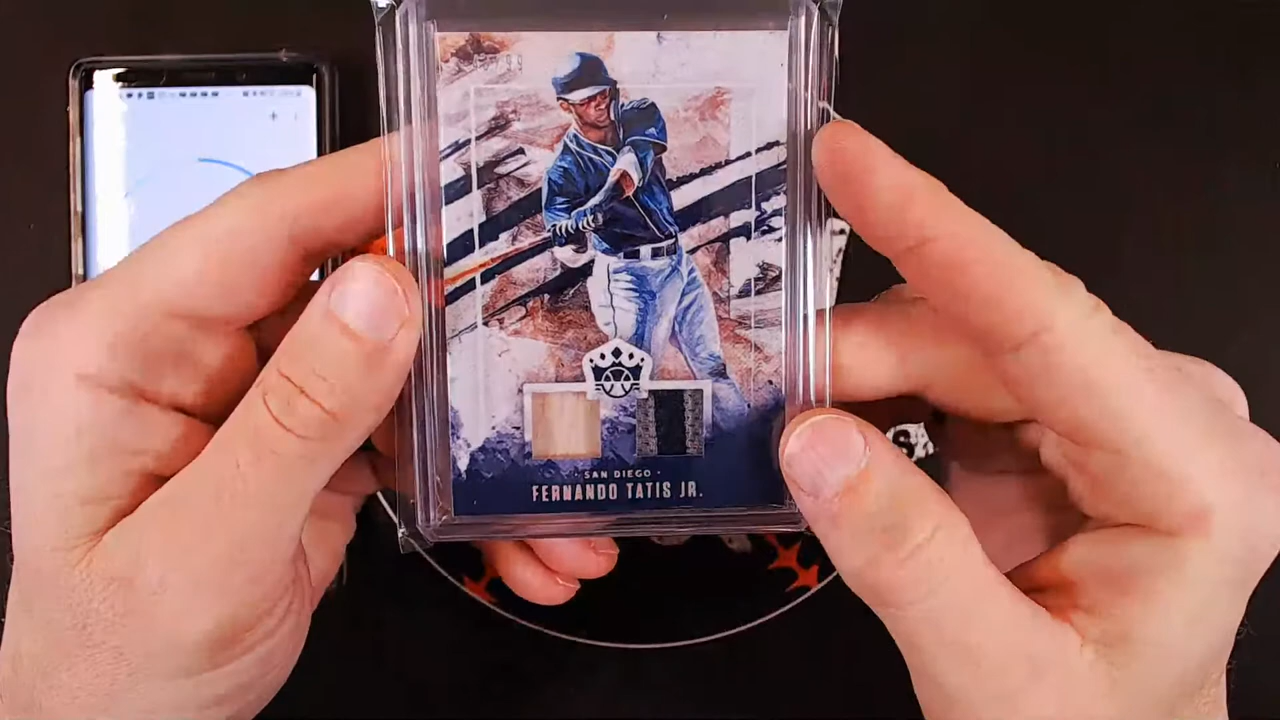 · SAN DIEGO ·
FERNANDO TATIS JR.